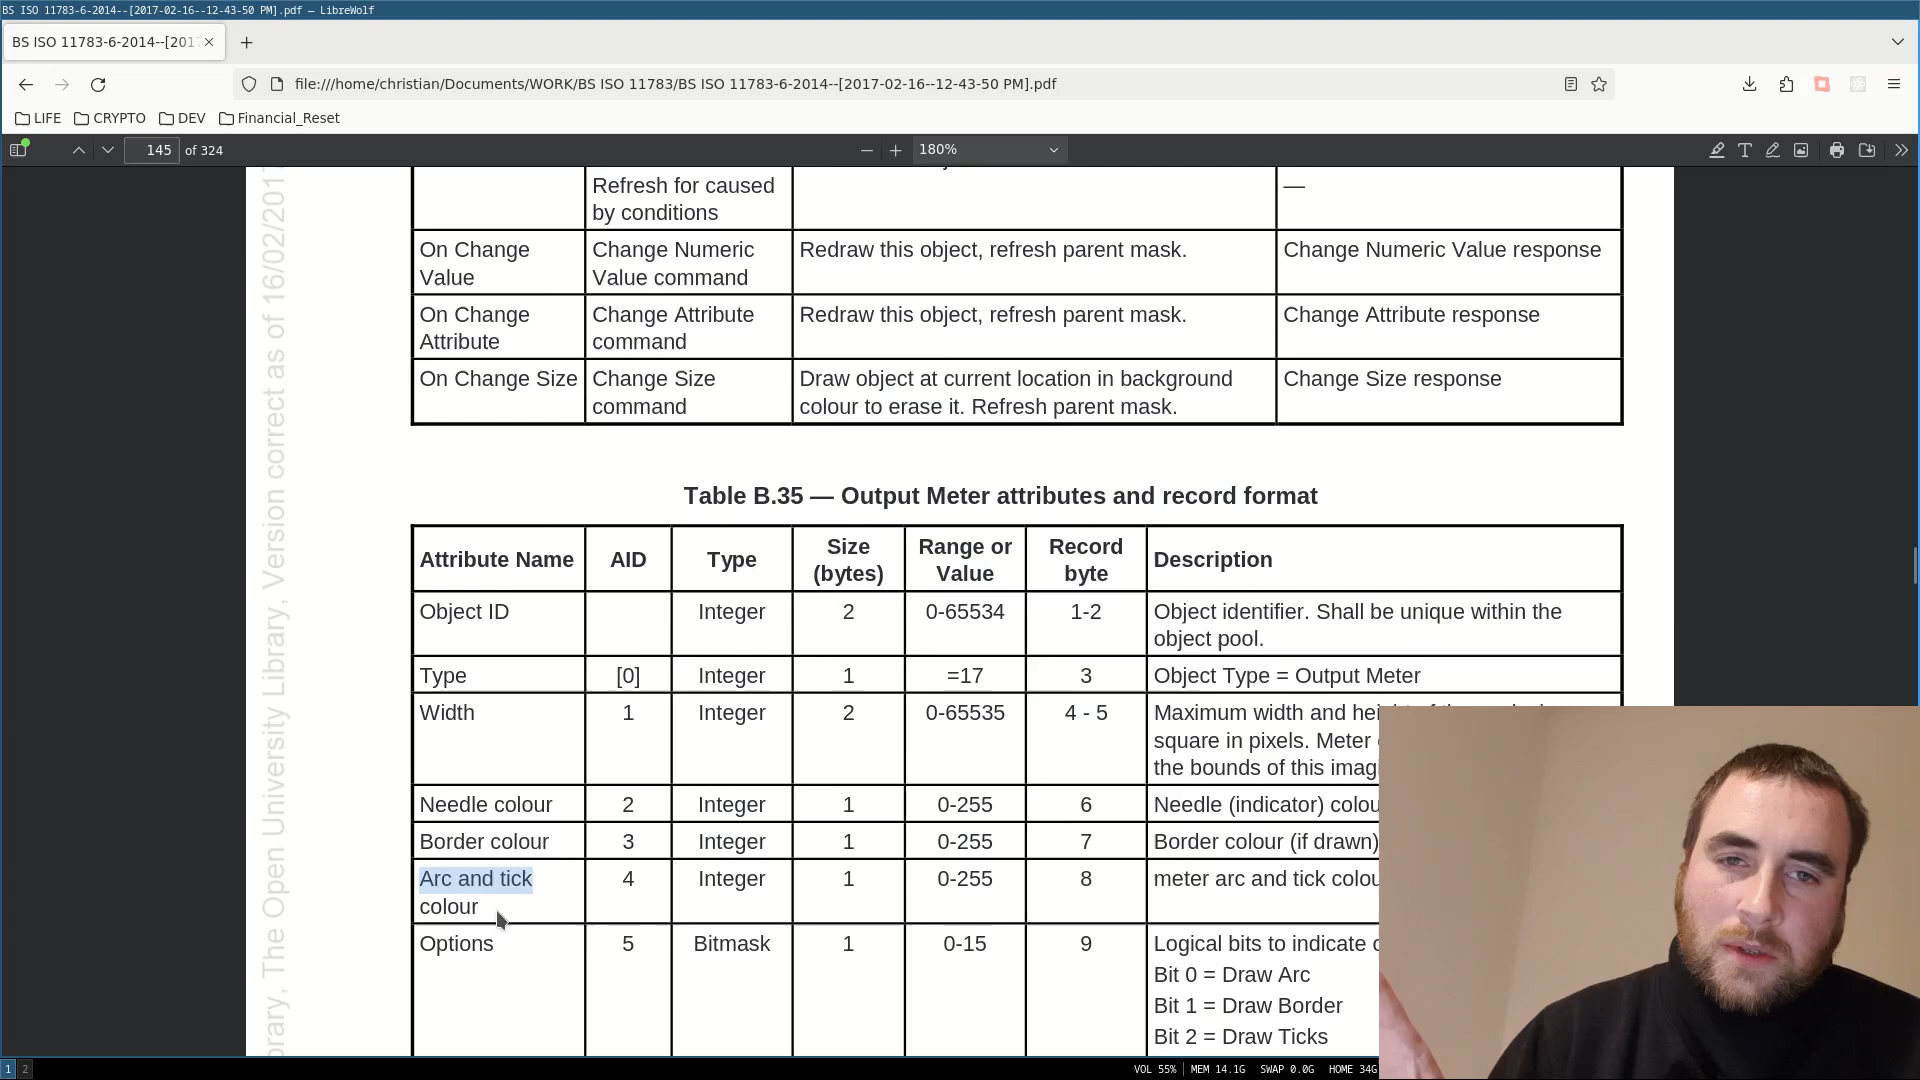 BS ISO 11783-6-2014--[2017-02-16--12-43-50 PM].pdf — LibreWolf
BS ISO 11783-6-2014--[201
file:///home/christian/Documents/WORK/BS ISO 11783/BS ISO 11783-6-2014--[2017-02-16--12-43-50 PM].pdf
LIFE CRYPTO DEV Financial_Reset
145 of 324 180%
Refresh for caused —
by conditions
On Change Change Numeric Redraw this object, refresh parent mask. Change Numeric Value response
Value Value command
On Change Change Attribute Redraw this object, refresh parent mask. Change Attribute response
Attribute command
On Change Size Change Size Draw object at current location in background Change Size response
command colour to erase it. Refresh parent mask.
Table B.35 — Output Meter attributes and record format
Attribute Name AID Type Size (bytes) Range or Value Record byte Description
Object ID Integer 2 0-65534 1-2 Object identifier. Shall be unique within the
object pool.
Type [0] Integer 1 =17 3 Object Type = Output Meter
Width 1 Integer 2 0-65535 4 - 5 Maximum width and
square in pixels. Meter
the bounds of this
Needle colour 2 Integer 1 0-255 6 Needle (indicator)
Border colour 3 Integer 1 0-255 7 Border colour (if drawn)
Arc and tick 4 Integer 1 0-255 8 meter arc and tick
colour
Options 5 Bitmask 1 0-15 9 Logical bits to indicate
Bit 0 = Draw Arc
Bit 1 = Draw Border
Bit 2 = Draw Ticks
brary, The Open University Library, Version correct as of 16/02/201
1 2 VOL 55% MEM 14.1G SWAP 0.0G HOME 34G